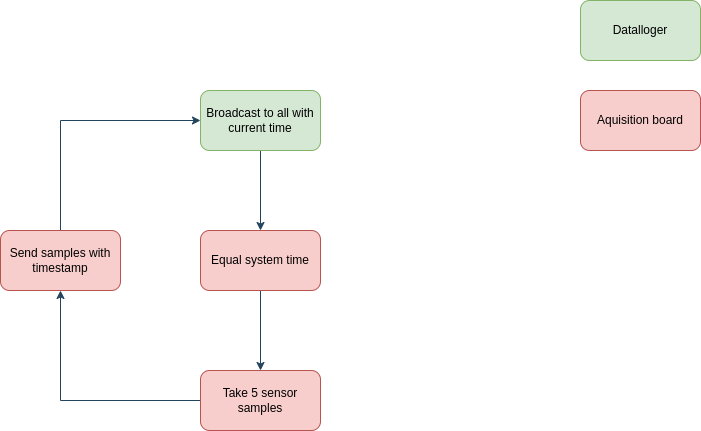 Datalloger
Broadcast to all with
current time
Aquisition board
Send samples with
timestamp
Equal system time
Take 5 sensor
samples